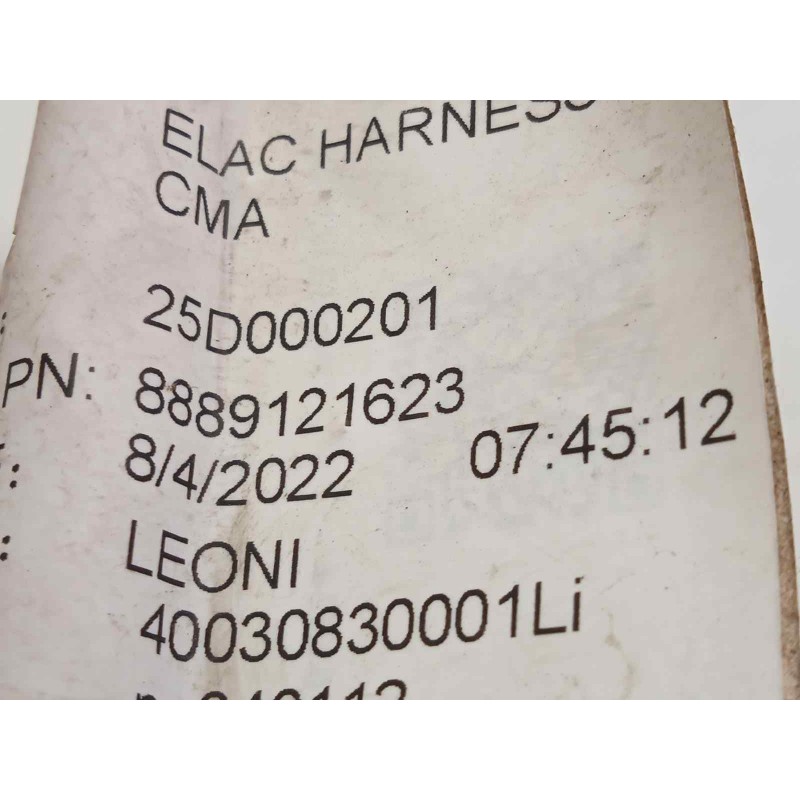 ELAC HARNESS
CMA
: 25D000201
PN: 8889121623
: 8/4/2022 07:45:12
: LEONI
40030830001Li